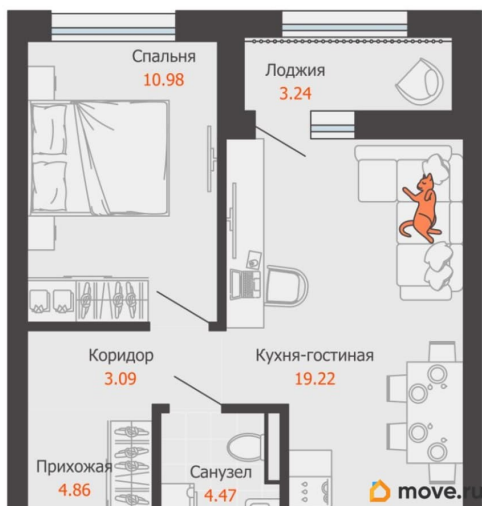 Спальня
10.98
Лоджия
3.24
Коридор
3.09
Кухня-гостиная
19.22
Прихожая
4.86
Санузел
4.47
move.ru